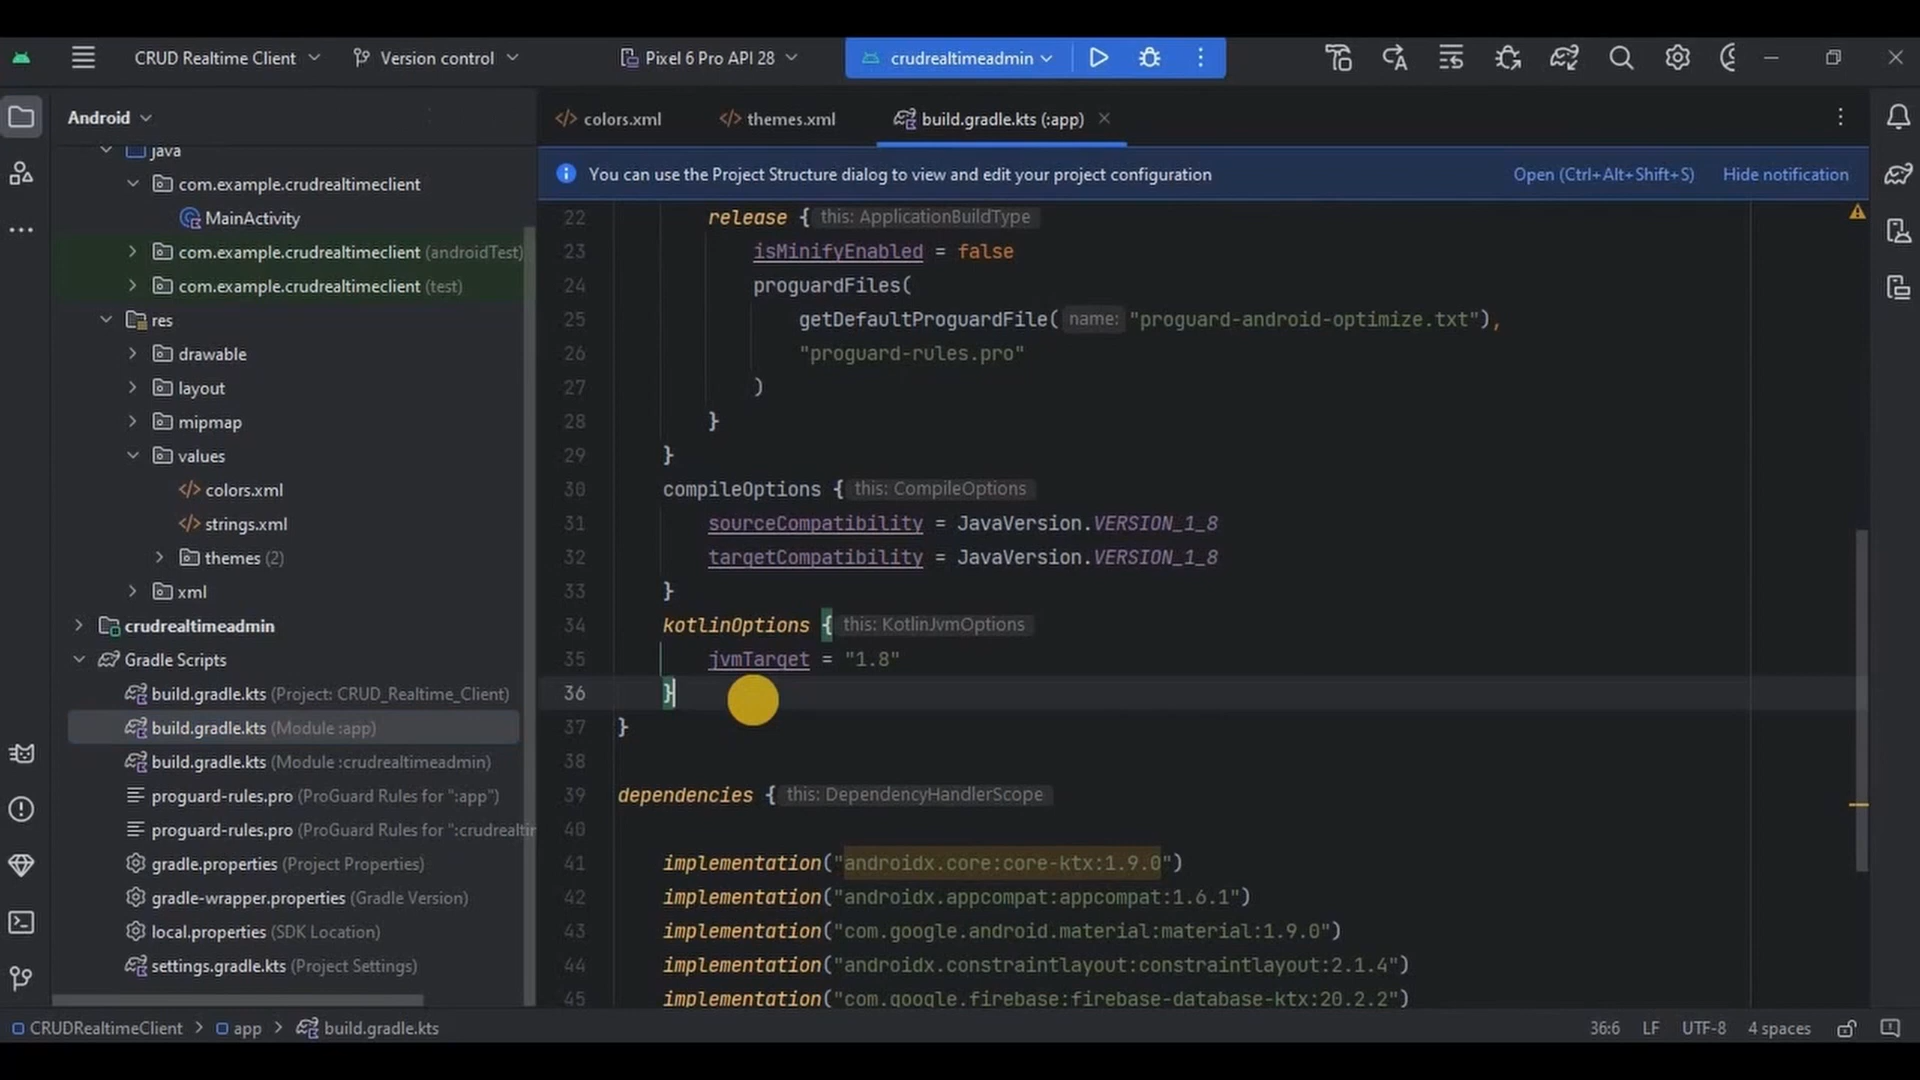 CRUD Realtime Client
Version control
Pixel 6 Pro API 28
crudrealtimeadmin
Android
colors.xml
themes.xml
build.gradle.kts (:app)
You can use the Project Structure dialog to view and edit your project configuration
Open (Ctrl+Alt+Shift+S)
Hide notification
java
com.example.crudrealtimeclient
MainActivity
com.example.crudrealtimeclient (androidTest)
com.example.crudrealtimeclient (test)
res
drawable
layout
mipmap
values
colors.xml
strings.xml
themes (2)
xml
crudrealtimeadmin
Gradle Scripts
build.gradle.kts (Project: CRUD_Realtime_Client)
build.gradle.kts (Module :app)
build.gradle.kts (Module :crudrealtimeadmin)
proguard-rules.pro (ProGuard Rules for ":app")
proguard-rules.pro (ProGuard Rules for ":crudrealtin
gradle.properties (Project Properties)
gradle-wrapper.properties (Gradle Version)
local.properties (SDK Location)
settings.gradle.kts (Project Settings)
22 release { this: ApplicationBuildType
23 isMinifyEnabled = false
24 proguardFiles(
25 getDefaultProguardFile( name: "proguard-android-optimize.txt"),
26 "proguard-rules.pro"
27 )
28 }
29 }
30 compileOptions { this: CompileOptions
31 sourceCompatibility = JavaVersion.VERSION_1_8
32 targetCompatibility = JavaVersion.VERSION_1_8
33 }
34 kotlinOptions { this: KotlinJvmOptions
35 jvmTarget = "1.8"
36 }
37 }
38
39 dependencies { this: DependencyHandlerScope
40
41 implementation("androidx.core:core-ktx:1.9.0")
42 implementation("androidx.appcompat:appcompat:1.6.1")
43 implementation("com.google.android.material:material:1.9.0")
44 implementation("androidx.constraintlayout:constraintlayout:2.1.4")
45 implementation("com.google.firebase:firebase-database-ktx:20.2.2")
CRUDRealtimeClient > app > build.gradle.kts
36:6 LF UTF-8 4 spaces